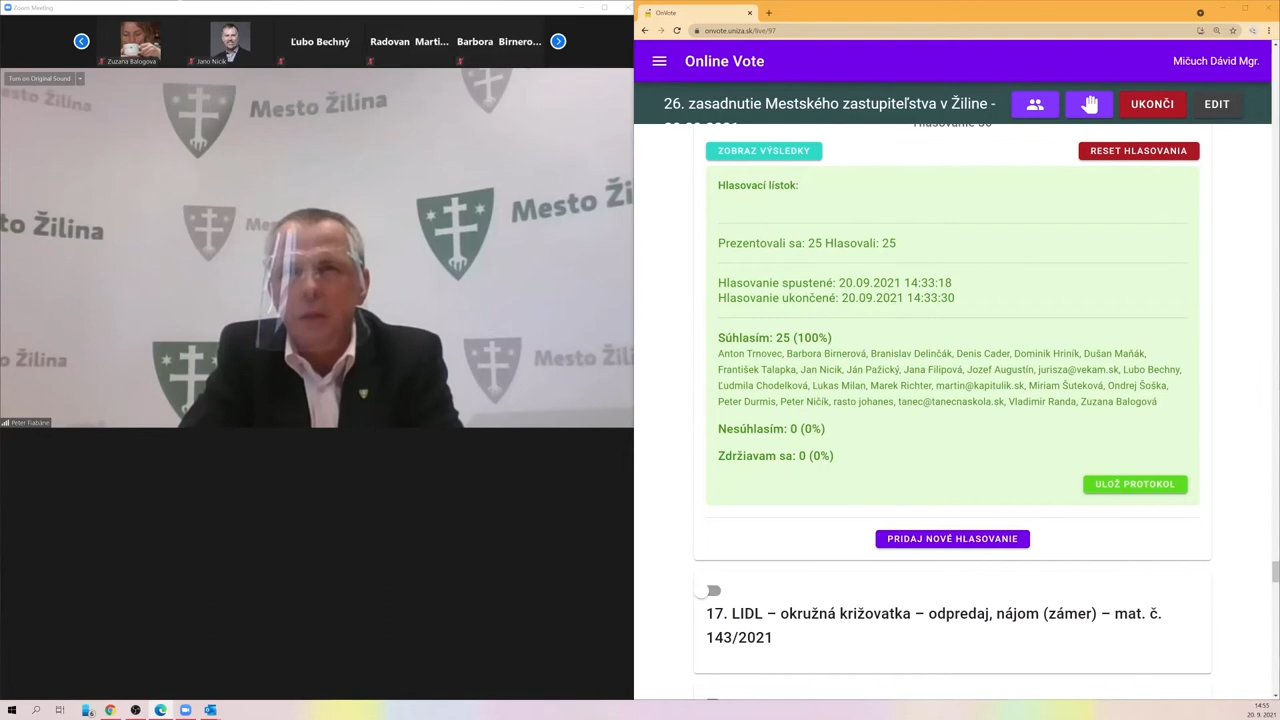 Zoom Meeting
Zuzana Balogova
Jano Nicik
Ľubo Bechný
Radovan Marti...
Barbora Birnero...
Turn on Original Sound
Mesto Žilina
Mesto Žilina
Mesto Žilina
Mesto Žilina
Peter Fiabáne
OnVote
onvote.uniza.sk/live/97
Online Vote
Mičuch Dávid Mgr.
26. zasadnutie Mestského zastupiteľstva v Žiline -
UKONČI
EDIT
ZOBRAZ VÝSLEDKY
RESET HLASOVANIA
Hlasovací lístok:
Prezentovali sa: 25 Hlasovali: 25
Hlasovanie spustené: 20.09.2021 14:33:18
Hlasovanie ukončené: 20.09.2021 14:33:30
Súhlasím: 25 (100%)
Anton Trnovec, Barbora Birnerová, Branislav Delinčák, Denis Cader, Dominik Hriník, Dušan Maňák,
František Talapka, Jan Nicik, Ján Pažický, Jana Filipová, Jozef Augustín, jurisza@vekam.sk, Lubo Bechny,
Ľudmila Chodelková, Lukas Milan, Marek Richter, martin@kapitulik.sk, Miriam Šuteková, Ondrej Šoška,
Peter Durmis, Peter Ničík, rasto johanes, tanec@tanecnaskola.sk, Vladimir Randa, Zuzana Balogová
Nesúhlasím: 0 (0%)
Zdržiavam sa: 0 (0%)
ULOŽ PROTOKOL
PRIDAJ NOVÉ HLASOVANIE
17. LIDL – okružná križovatka – odpredaj, nájom (zámer) – mat. č.
143/2021
14:55
20. 9. 2021